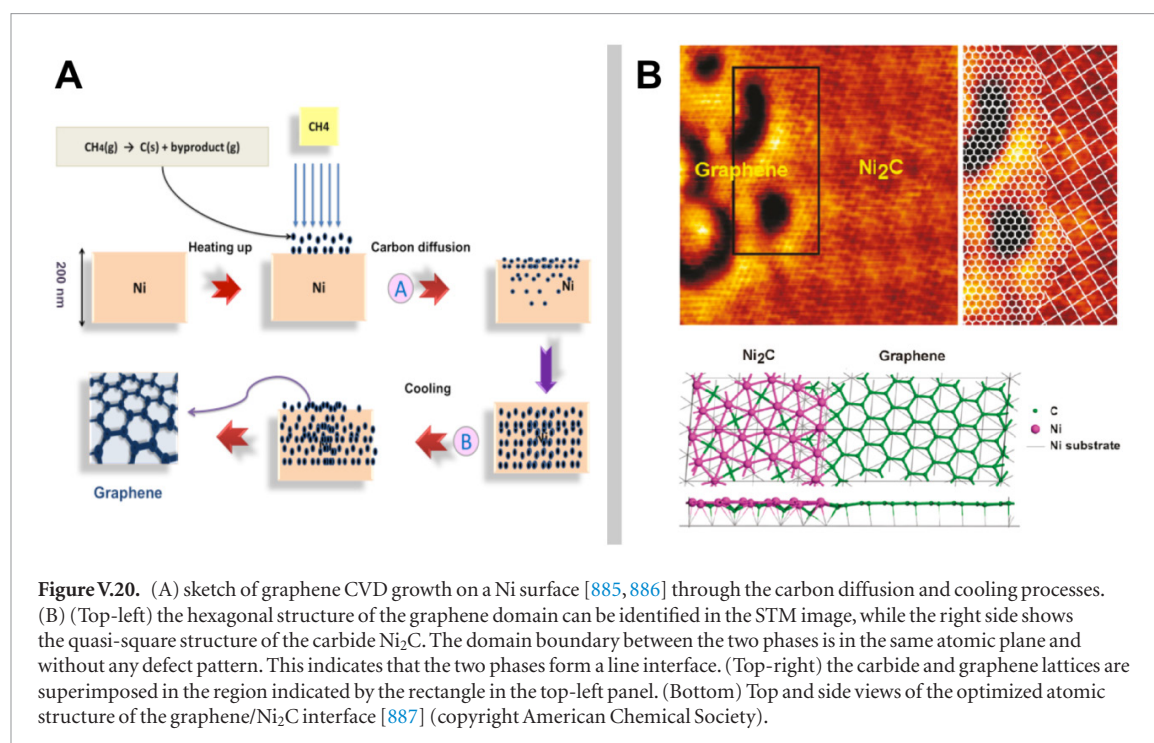 A
CH4(g) → C(s) + byproduct (g)
CH4
Heating up
Carbon diffusion
200 nm
Ni
Ni
A
Ni
Cooling
Ni
B
Graphene
B
Graphene
Ni₂C
Ni₂C
Graphene
C
Ni
Ni substrate
Figure V.20. (A) sketch of graphene CVD growth on a Ni surface [885, 886] through the carbon diffusion and cooling processes.
(B) (Top-left) the hexagonal structure of the graphene domain can be identified in the STM image, while the right side shows
the quasi-square structure of the carbide Ni₂C. The domain boundary between the two phases is in the same atomic plane and
without any defect pattern. This indicates that the two phases form a line interface. (Top-right) the carbide and graphene lattices are
superimposed in the region indicated by the rectangle in the top-left panel. (Bottom) Top and side views of the optimized atomic
structure of the graphene/Ni₂C interface [887] (copyright American Chemical Society).